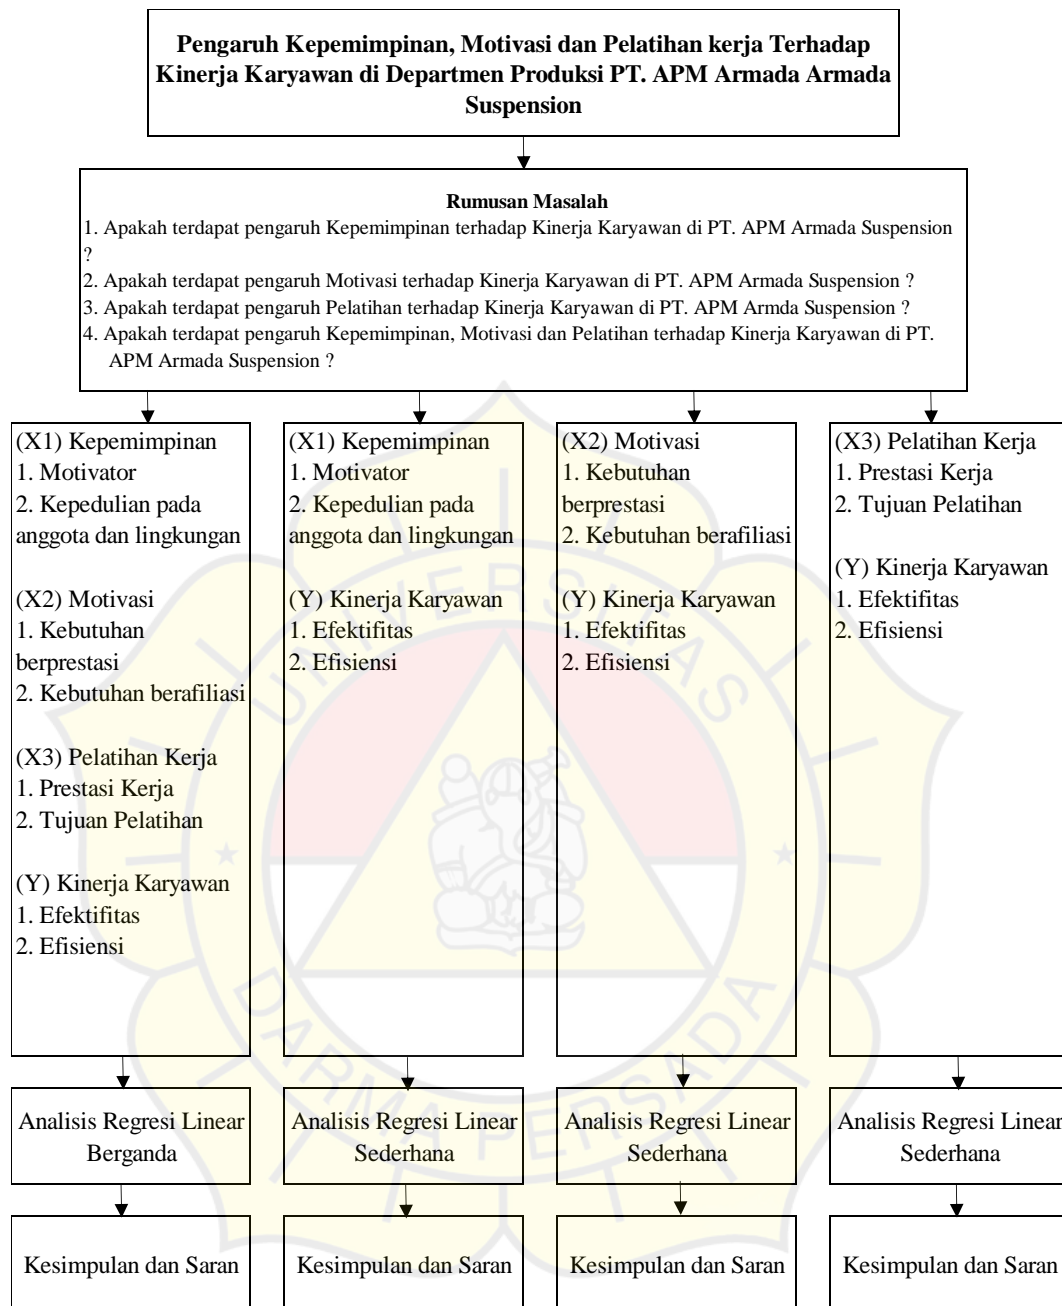 Pengaruh Kepemimpinan, Motivasi dan Pelatihan kerja Terhadap
Kinerja Karyawan di Departmen Produksi PT. APM Armada Armada
Suspension
Rumusan Masalah
1. Apakah terdapat pengaruh Kepemimpinan terhadap Kinerja Karyawan di PT. APM Armada Suspension
?
2. Apakah terdapat pengaruh Motivasi terhadap Kinerja Karyawan di PT. APM Armada Suspension ?
3. Apakah terdapat pengaruh Pelatihan terhadap Kinerja Karyawan di PT. APM Armda Suspension ?
4. Apakah terdapat pengaruh Kepemimpinan, Motivasi dan Pelatihan terhadap Kinerja Karyawan di PT.
APM Armada Suspension ?
(X1) Kepemimpinan
1. Motivator
2. Kepedulian pada
anggota dan lingkungan
(X2) Motivasi
1. Kebutuhan
berprestasi
2. Kebutuhan berafiliasi
(X3) Pelatihan Kerja
1. Prestasi Kerja
2. Tujuan Pelatihan
(Y) Kinerja Karyawan
1. Efektifitas
2. Efisiensi
(X1) Kepemimpinan
1. Motivator
2. Kepedulian pada
anggota dan lingkungan
(Y) Kinerja Karyawan
1. Efektifitas
2. Efisiensi
(X2) Motivasi
1. Kebutuhan
berprestasi
2. Kebutuhan berafiliasi
(Y) Kinerja Karyawan
1. Efektifitas
2. Efisiensi
(X3) Pelatihan Kerja
1. Prestasi Kerja
2. Tujuan Pelatihan
(Y) Kinerja Karyawan
1. Efektifitas
2. Efisiensi
UNIVERSITAS
DARMA PERSADA
Analisis Regresi Linear
Berganda
Analisis Regresi Linear
Sederhana
Analisis Regresi Linear
Sederhana
Analisis Regresi Linear
Sederhana
Kesimpulan dan Saran
Kesimpulan dan Saran
Kesimpulan dan Saran
Kesimpulan dan Saran